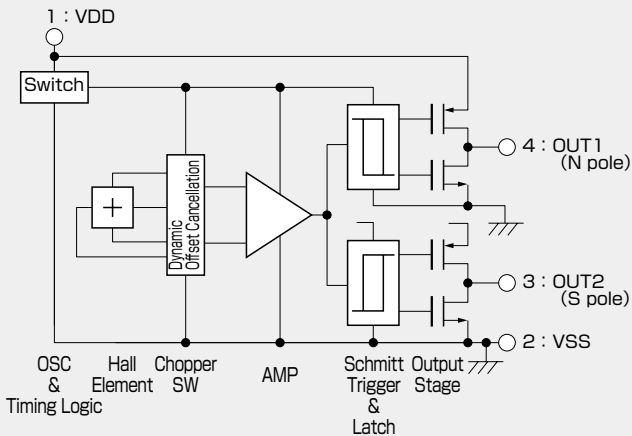 1 : VDD
Switch
Dynamic
Offset Cancellation
4 : OUT1
(N pole)
3 : OUT2
(S pole)
2 : VSS
OSC
&
Timing Logic
Hall
Element
Chopper
SW
AMP
Schmitt
Trigger
&
Latch
Output
Stage